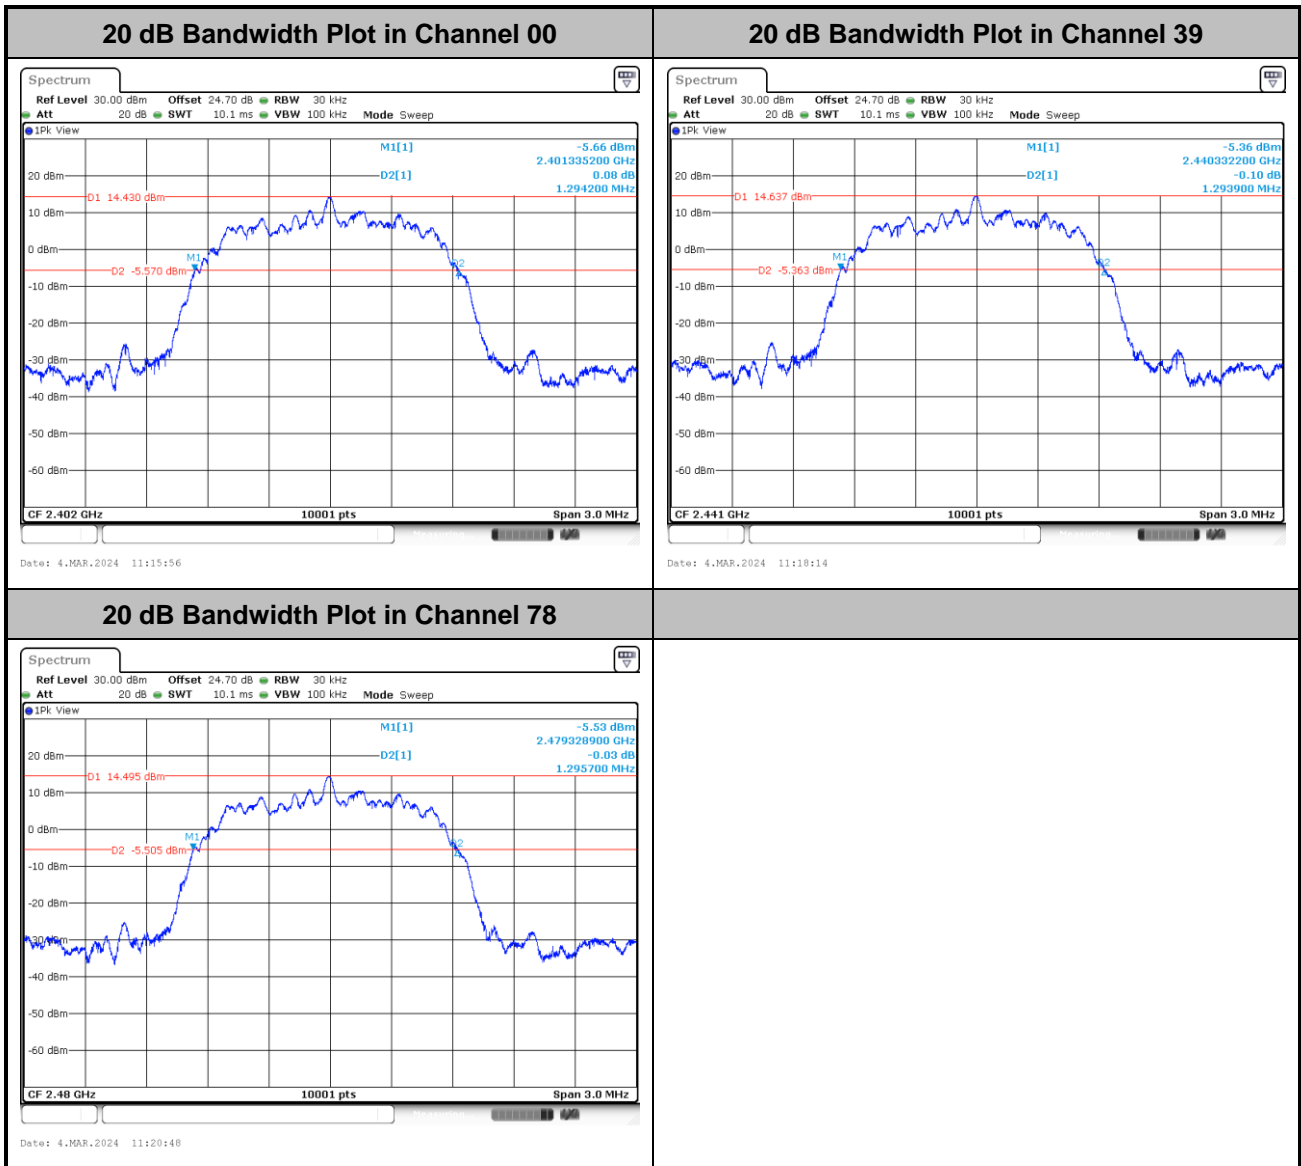 20 dB Bandwidth Plot in Channel 00
Spectrum
Ref Level 30.00 dBm Offset 24.70 dB RBW 30 kHz
Att 20 dB SWT 10.1 ms VBW 100 kHz Mode Sweep
1Pk View
M1[1] -5.66 dBm
2.401335200 GHz
D2[1] 0.08 dB
1.294200 MHz
20 dBm
D1 14.430 dBm
10 dBm
0 dBm
M1
D2
D2 -5.570 dBm
-10 dBm
-20 dBm
-30 dBm
-40 dBm
-50 dBm
-60 dBm
CF 2.402 GHz 10001 pts Span 3.0 MHz
Measuring...
Date: 4.MAR.2024 11:15:56
20 dB Bandwidth Plot in Channel 39
Spectrum
Ref Level 30.00 dBm Offset 24.70 dB RBW 30 kHz
Att 20 dB SWT 10.1 ms VBW 100 kHz Mode Sweep
1Pk View
M1[1] -5.36 dBm
2.440332200 GHz
D2[1] -0.10 dB
1.293900 MHz
20 dBm
D1 14.637 dBm
10 dBm
0 dBm
M1
D2
D2 -5.363 dBm
-10 dBm
-20 dBm
-30 dBm
-40 dBm
-50 dBm
-60 dBm
CF 2.441 GHz 10001 pts Span 3.0 MHz
Measuring...
Date: 4.MAR.2024 11:18:14
20 dB Bandwidth Plot in Channel 78
Spectrum
Ref Level 30.00 dBm Offset 24.70 dB RBW 30 kHz
Att 20 dB SWT 10.1 ms VBW 100 kHz Mode Sweep
1Pk View
M1[1] -5.53 dBm
2.479328900 GHz
D2[1] -0.03 dB
1.295700 MHz
20 dBm
D1 14.495 dBm
10 dBm
0 dBm
M1
D2
D2 -5.505 dBm
-10 dBm
-20 dBm
-30 dBm
-40 dBm
-50 dBm
-60 dBm
CF 2.48 GHz 10001 pts Span 3.0 MHz
Measuring...
Date: 4.MAR.2024 11:20:48